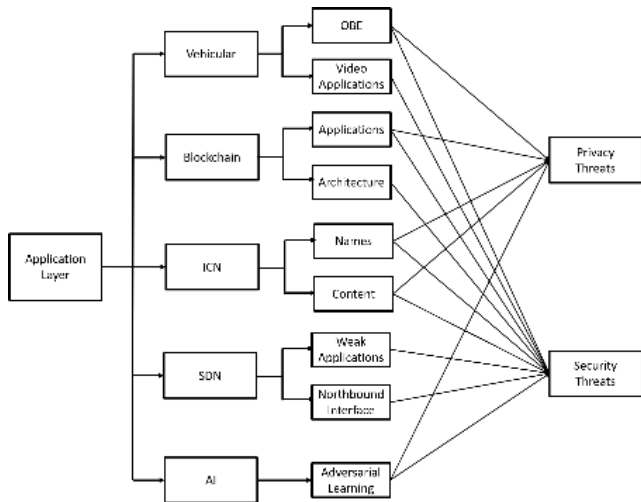 OBE
Vehicular
Video
Applications
Applications
Blockchain
Architecture
Privacy
Threats
Names
Application
Layer
ICN
Content
Weak
Applications
SDN
Northbound
Interface
Security
Threats
AI
Adversarial
Learning